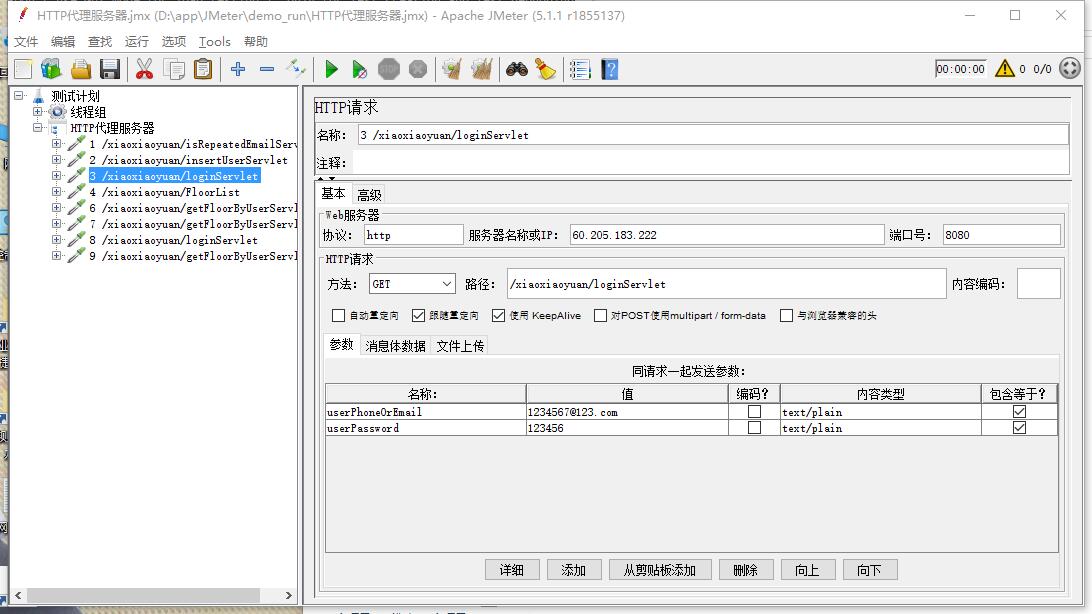 HTTP代理服务器.jmx (D:\app\JMeter\demo_run\HTTP代理服务器.jmx) - Apache JMeter (5.1.1 r1855137)
文件 编辑 查找 运行 选项 Tools 帮助
STOP 00:00:00 0 0/0
测试计划
线程组
HTTP代理服务器
1 /xiaoxiaoyuan/isRepeatedEmailServ
2 /xiaoxiaoyuan/insertUserServlet
3 /xiaoxiaoyuan/loginServlet
4 /xiaoxiaoyuan/FloorList
6 /xiaoxiaoyuan/getFloorByUserServl
7 /xiaoxiaoyuan/getFloorByUserServl
8 /xiaoxiaoyuan/loginServlet
9 /xiaoxiaoyuan/getFloorByUserServl
HTTP请求
名称: 3 /xiaoxiaoyuan/loginServlet
注释:
基本 高级
Web服务器
协议: http 服务器名称或IP: 60.205.183.222 端口号: 8080
HTTP请求
方法: GET 路径: /xiaoxiaoyuan/loginServlet 内容编码:
自动重定向 跟随重定向 使用 KeepAlive 对POST使用multipart / form-data 与浏览器兼容的头
参数 消息体数据 文件上传
同请求一起发送参数:
名称: 值 编码? 内容类型 包含等于?
userPhoneOrEmail 1234567@123.com text/plain
userPassword 123456 text/plain
详细 添加 从剪贴板添加 删除 向上 向下